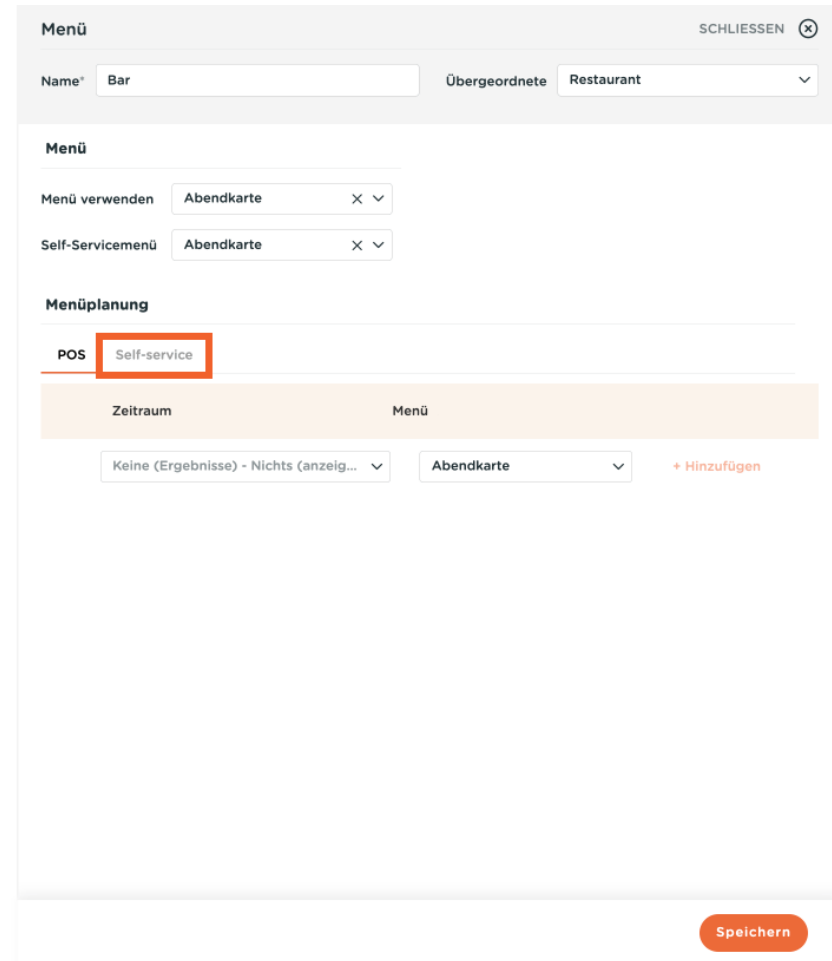 Menü SCHLIESSEN
Name* Bar Übergeordnete Restaurant
Menü
Menü verwenden Abendkarte
Self-Servicemenü Abendkarte
Menüplanung
POS Self-service
Zeitraum Menü
Keine (Ergebnisse) - Nichts (anzeig... Abendkarte + Hinzufügen
Speichern